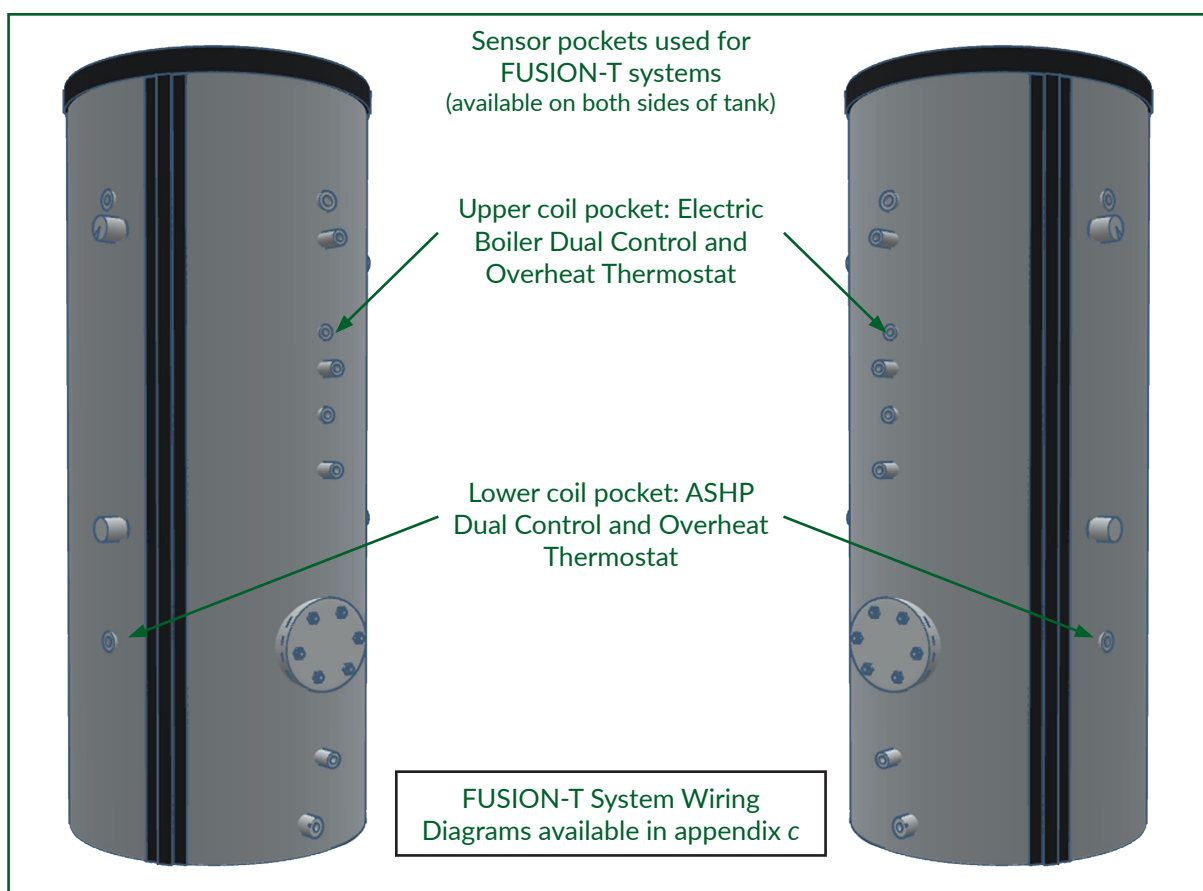 Sensor pockets used for
FUSION-T systems
(available on both sides of tank)
Upper coil pocket: Electric
Boiler Dual Control and
Overheat Thermostat
Lower coil pocket: ASHP
Dual Control and Overheat
Thermostat
FUSION-T System Wiring
Diagrams available in appendix c